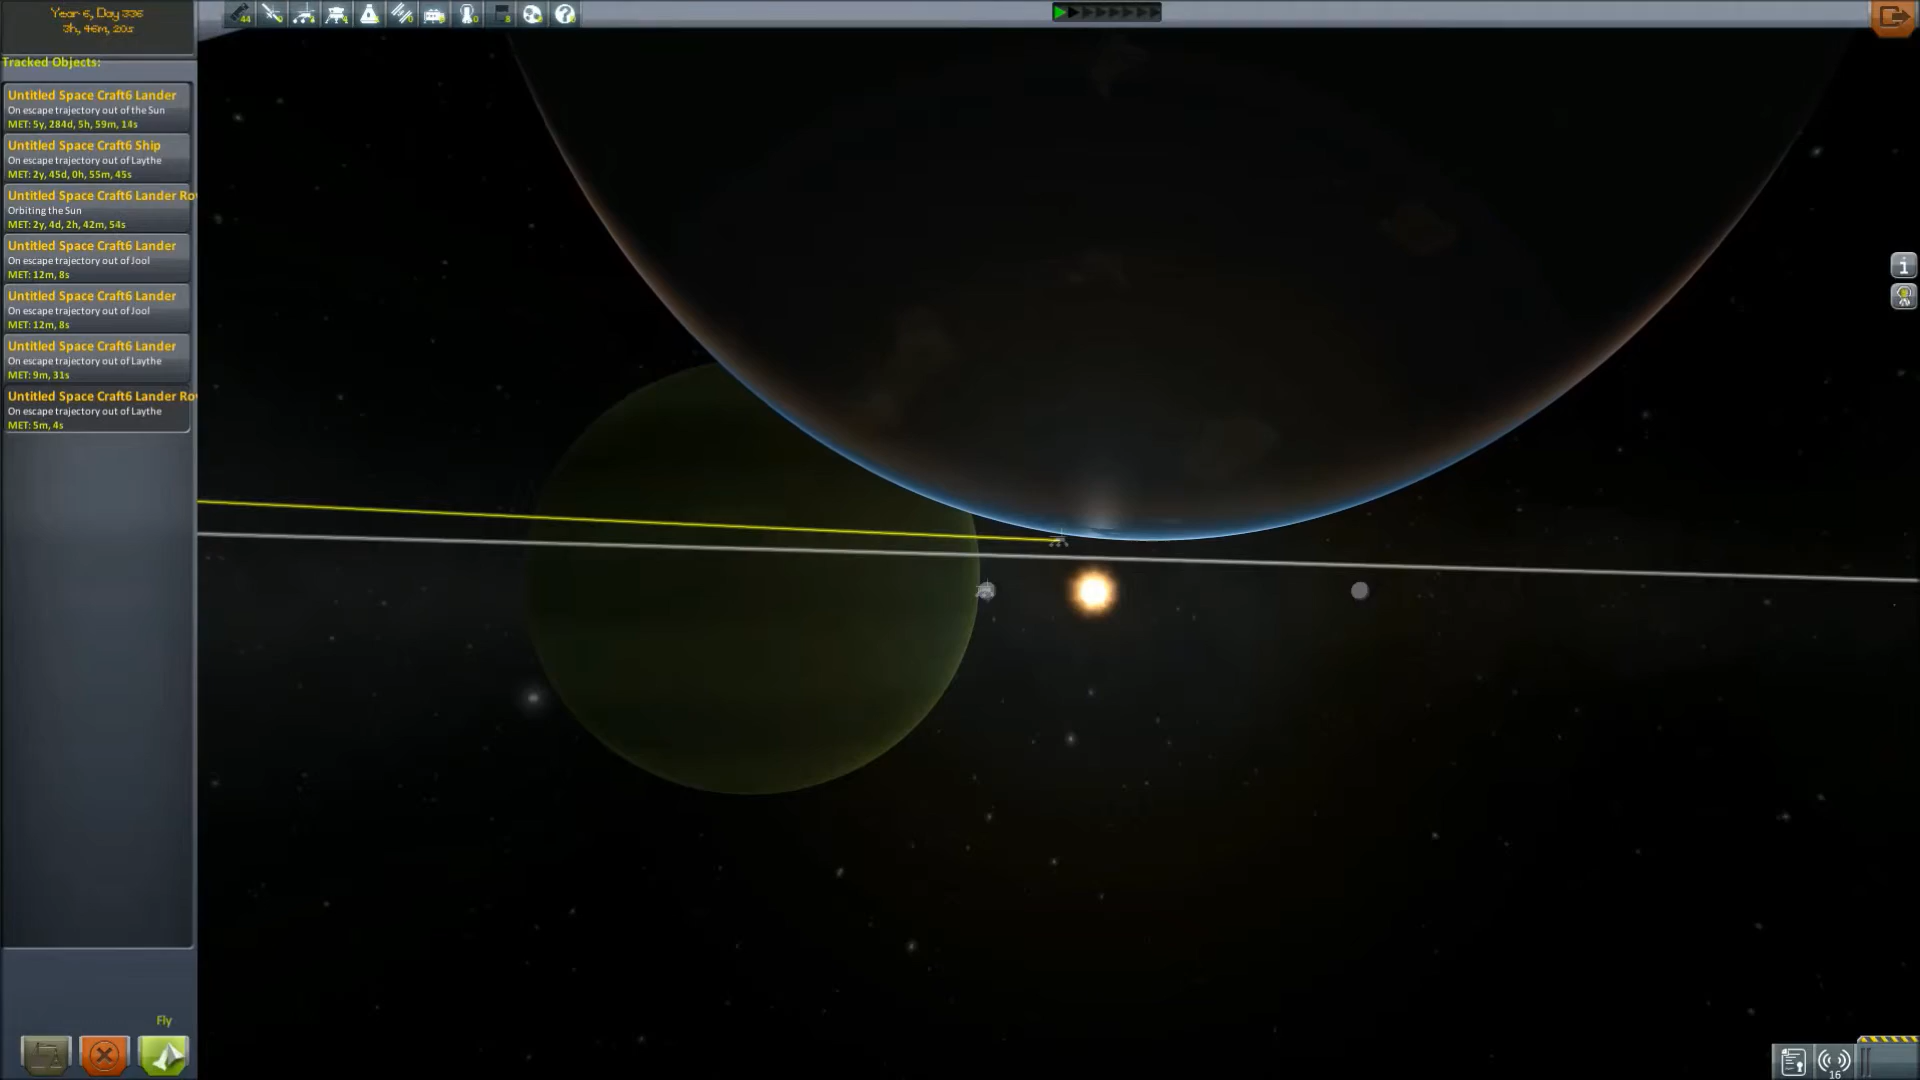 Year 6, Day 336
3h, 46m, 20s
44
0
8
Tracked Objects:
Untitled Space Craft6 Lander
On escape trajectory out of the Sun
MET: 5y, 284d, 5h, 59m, 14s
Untitled Space Craft6 Ship
On escape trajectory out of Laythe
MET: 2y, 45d, 0h, 55m, 45s
Untitled Space Craft6 Lander Ro
Orbiting the Sun
MET: 2y, 4d, 2h, 42m, 54s
Untitled Space Craft6 Lander
On escape trajectory out of Jool
MET: 12m, 8s
Untitled Space Craft6 Lander
On escape trajectory out of Jool
MET: 12m, 8s
Untitled Space Craft6 Lander
On escape trajectory out of Laythe
MET: 9m, 31s
Untitled Space Craft6 Lander Ro
On escape trajectory out of Laythe
MET: 5m, 4s
Fly
16